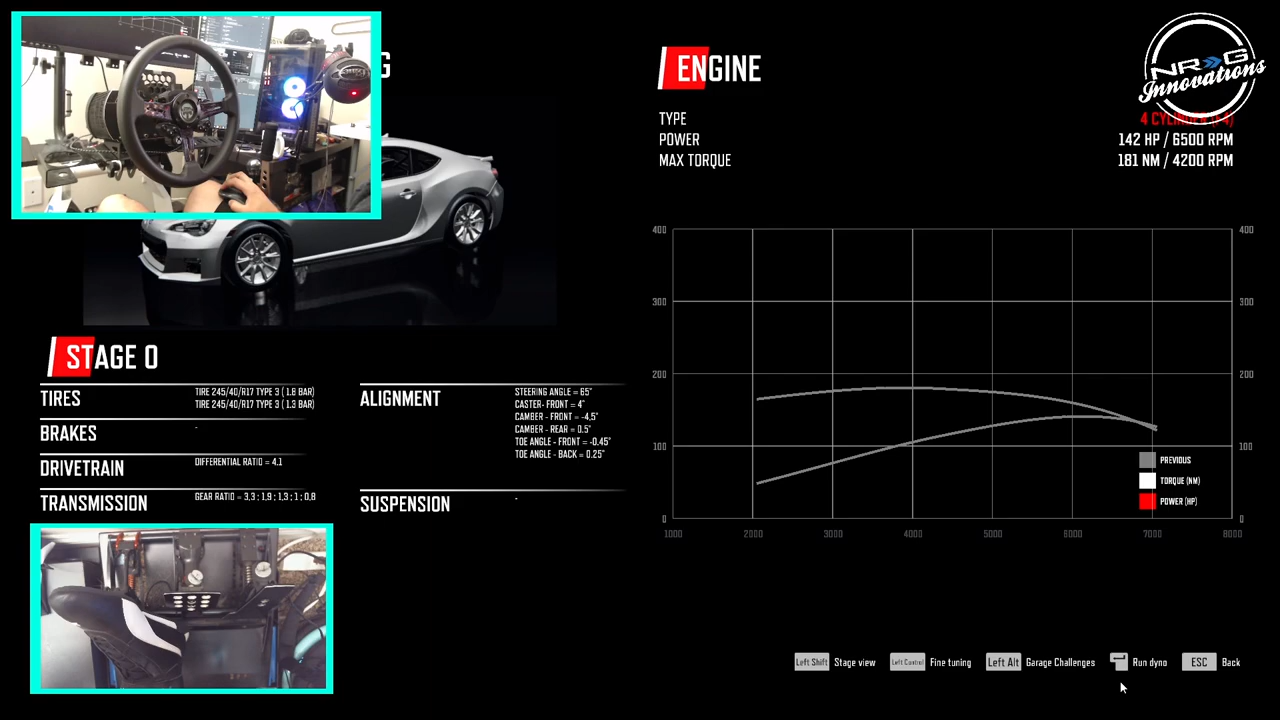 G
ENGINE
NRG
Innovations
TYPE
4 CYLINDER
POWER
142 HP / 6500 RPM
MAX TORQUE
181 NM / 4200 RPM
400
400
300
300
200
200
100
100
0
0
1000 2000 3000 4000 5000 6000 7000 8000
PREVIOUS
TORQUE (NM)
POWER (HP)
STAGE 0
TIRES
TIRE 245/40/R17 TYPE 3 ( 1.8 BAR)
TIRE 245/40/R17 TYPE 3 ( 1.3 BAR)
BRAKES
-
DRIVETRAIN
DIFFERENTIAL RATIO = 4.1
TRANSMISSION
GEAR RATIO = 3,3 ; 1,9 ; 1,3 ; 1 ; 0,8
ALIGNMENT
STEERING ANGLE = 65°
CASTER- FRONT = 4°
CAMBER - FRONT = -4.5°
CAMBER - REAR = 0.5°
TOE ANGLE - FRONT = -0.45°
TOE ANGLE - BACK = 0.25°
SUSPENSION
-
Left Shift Stage view Left Control Fine tuning Left Alt Garage Challenges Run dyno ESC Back